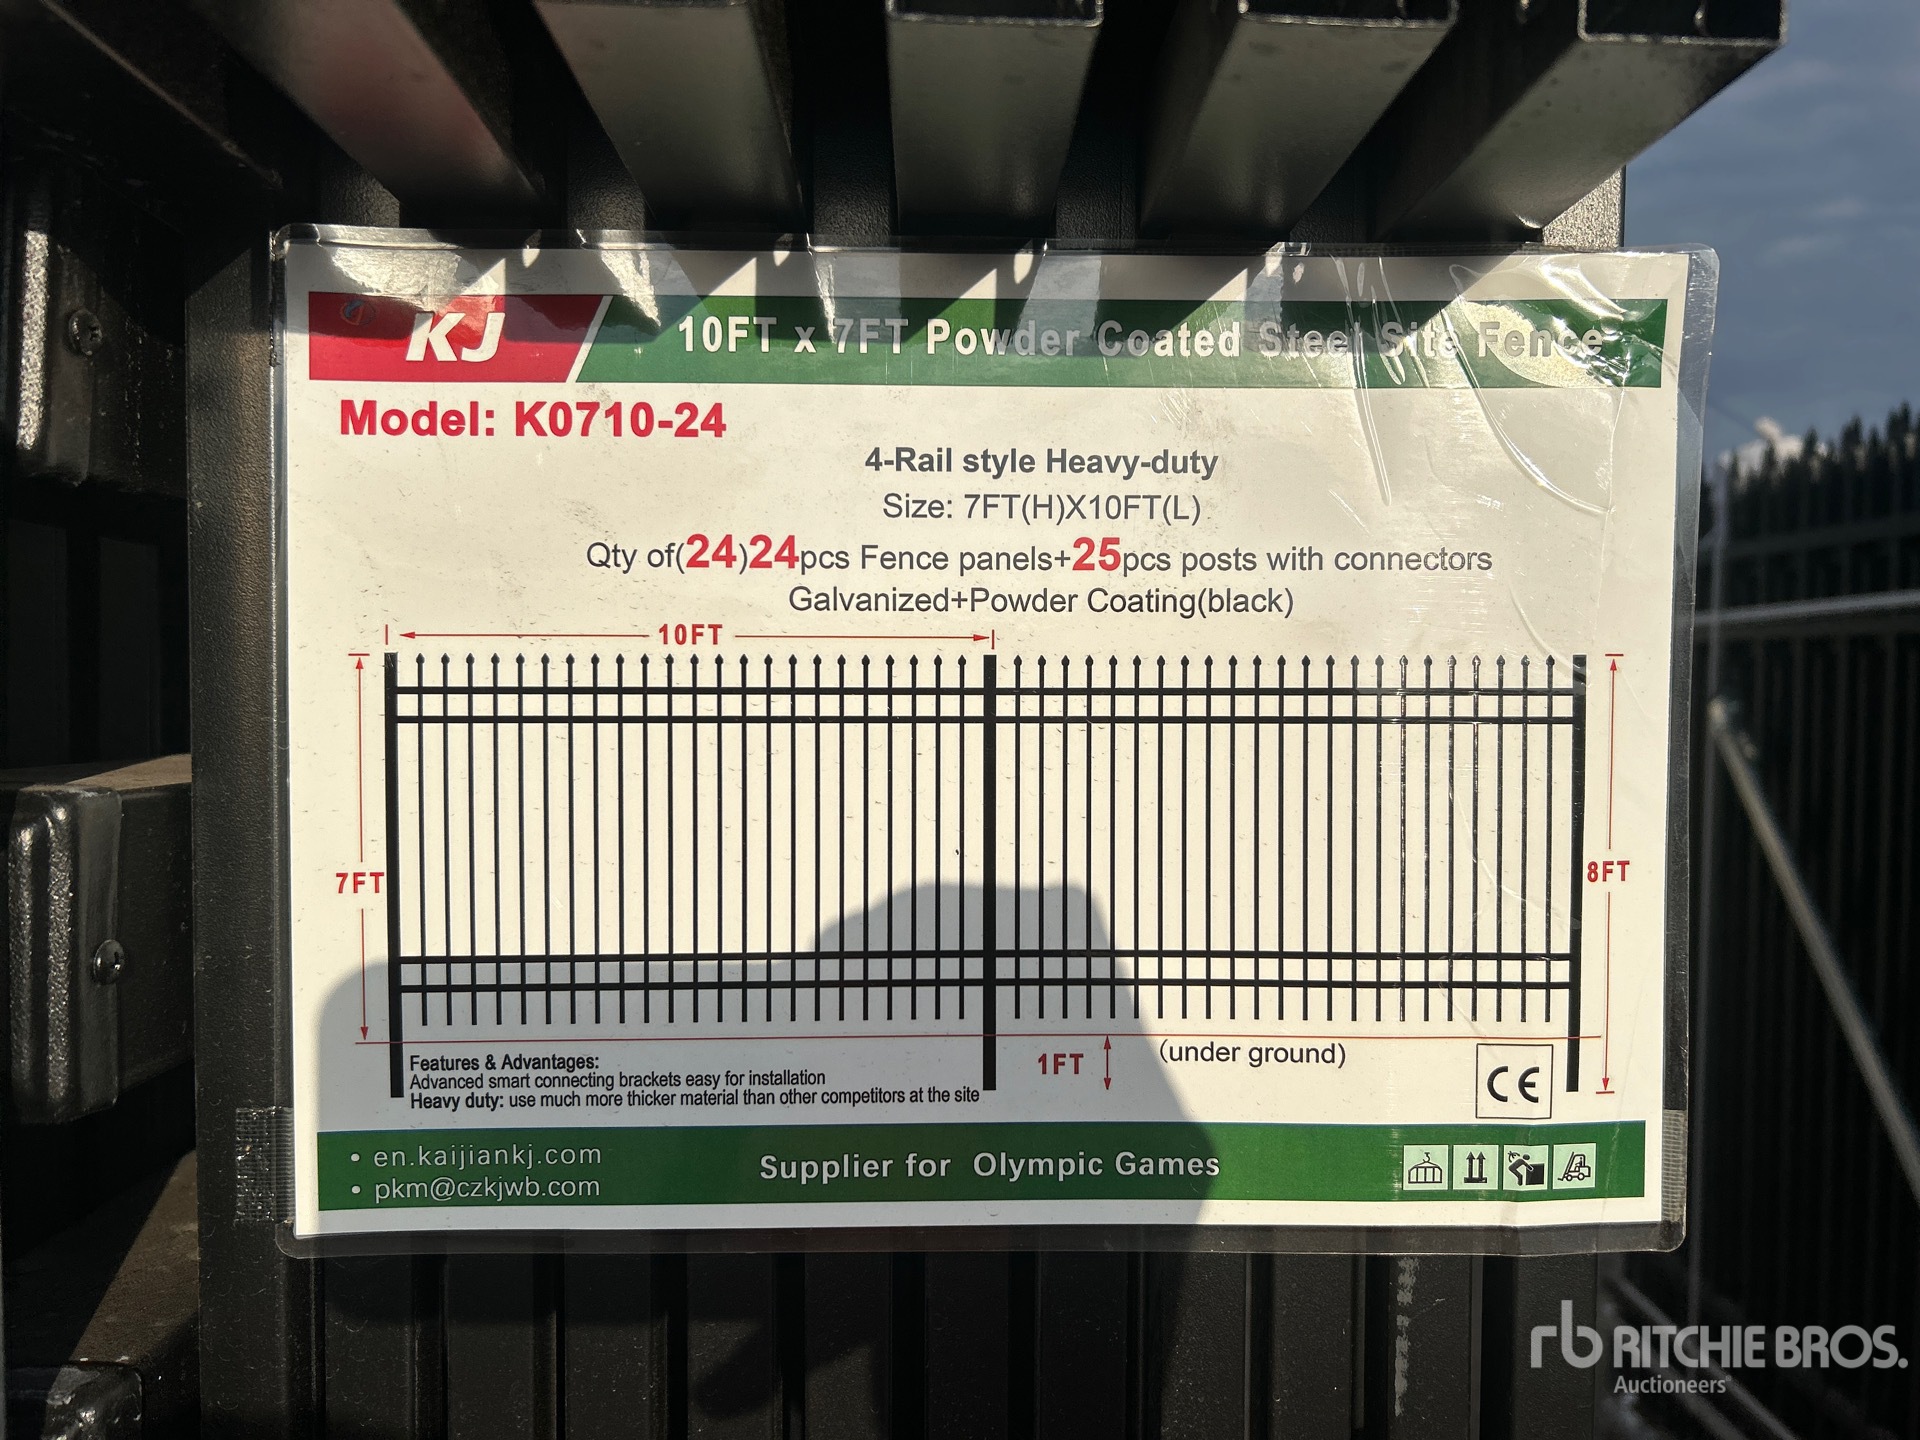 KJ
10FT x 7FT Powder Coated Steel Site Fence
Model: K0710-24
4-Rail style Heavy-duty
Size: 7FT(H)X10FT(L)
Qty of(24)24pcs Fence panels+25pcs posts with connectors
Galvanized+Powder Coating(black)
10FT
7FT
8FT
1FT
(under ground)
Features & Advantages:
Advanced smart connecting brackets easy for installation
Heavy duty: use much more thicker material than other competitors at the site
CE
• en.kaijiankj.com
• pkm@czkjwb.com
Supplier for Olympic Games
rb RITCHIE BROS.
Auctioneers